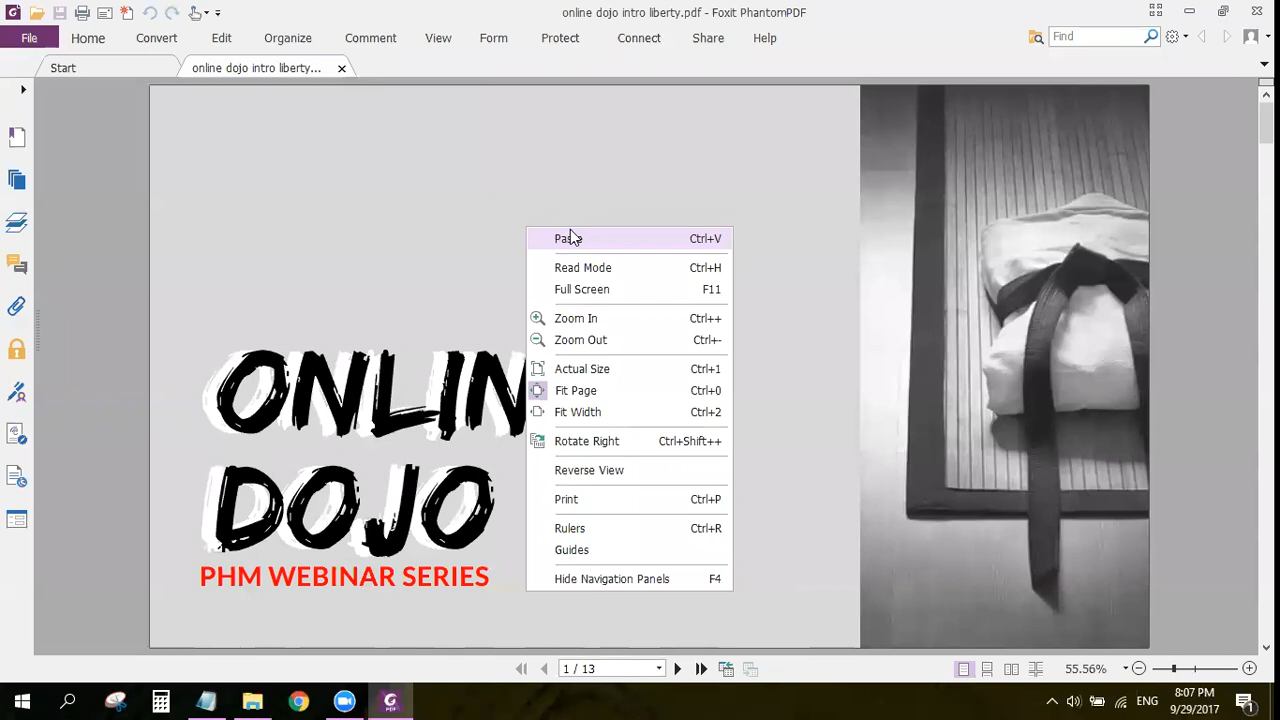 online dojo intro liberty.pdf - Foxit PhantomPDF
File Home Convert Edit Organize Comment View Form Protect Connect Share Help Find
Start online dojo intro liberty...
Paste Ctrl+V
Read Mode Ctrl+H
Full Screen F11
Zoom In Ctrl++
Zoom Out Ctrl+-
Actual Size Ctrl+1
Fit Page Ctrl+0
Fit Width Ctrl+2
Rotate Right Ctrl+Shift++
Reverse View
Print Ctrl+P
Rulers Ctrl+R
Guides
Hide Navigation Panels F4
ONLIN
DOJO
PHM WEBINAR SERIES
1 / 13 55.56%
PDF
ENG
8:07 PM
9/29/2017
1